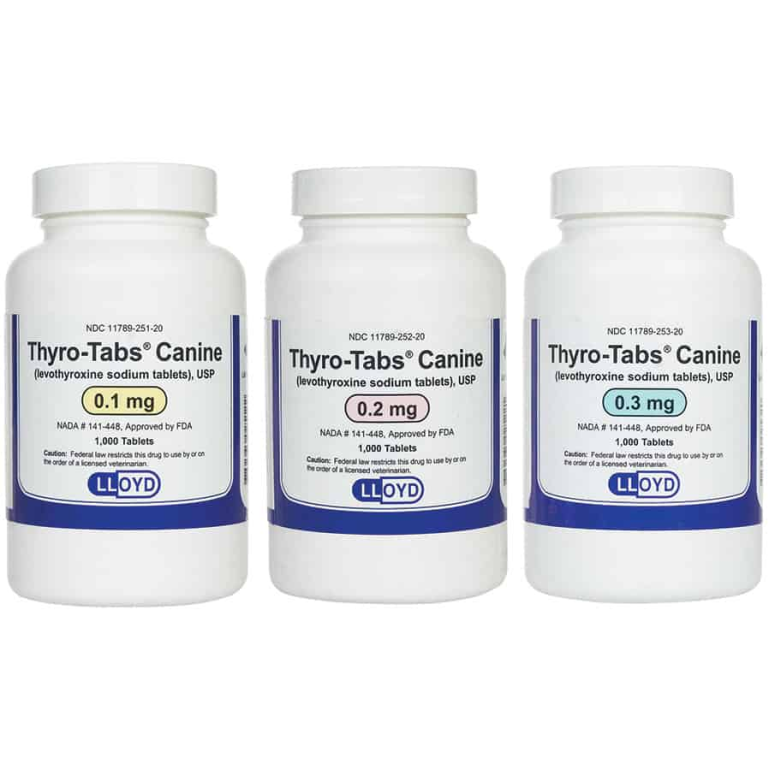 NDC 11789-251-20
Thyro-Tabs® Canine
(levothyroxine sodium tablets), USP
0.1 mg
NADA # 141-448, Approved by FDA
1,000 Tablets
Caution: Federal law restricts this drug to use by or on
the order of a licensed veterinarian.
LLOYD
NDC 11789-252-20
Thyro-Tabs® Canine
(levothyroxine sodium tablets), USP
0.2 mg
NADA # 141-448, Approved by FDA
1,000 Tablets
Caution: Federal law restricts this drug to use by or on
the order of a licensed veterinarian.
LLOYD
NDC 11789-253-20
Thyro-Tabs® Canine
(levothyroxine sodium tablets), USP
0.3 mg
NADA # 141-448, Approved by FDA
1,000 Tablets
Caution: Federal law restricts this drug to use by or on
the order of a licensed veterinarian.
LLOYD